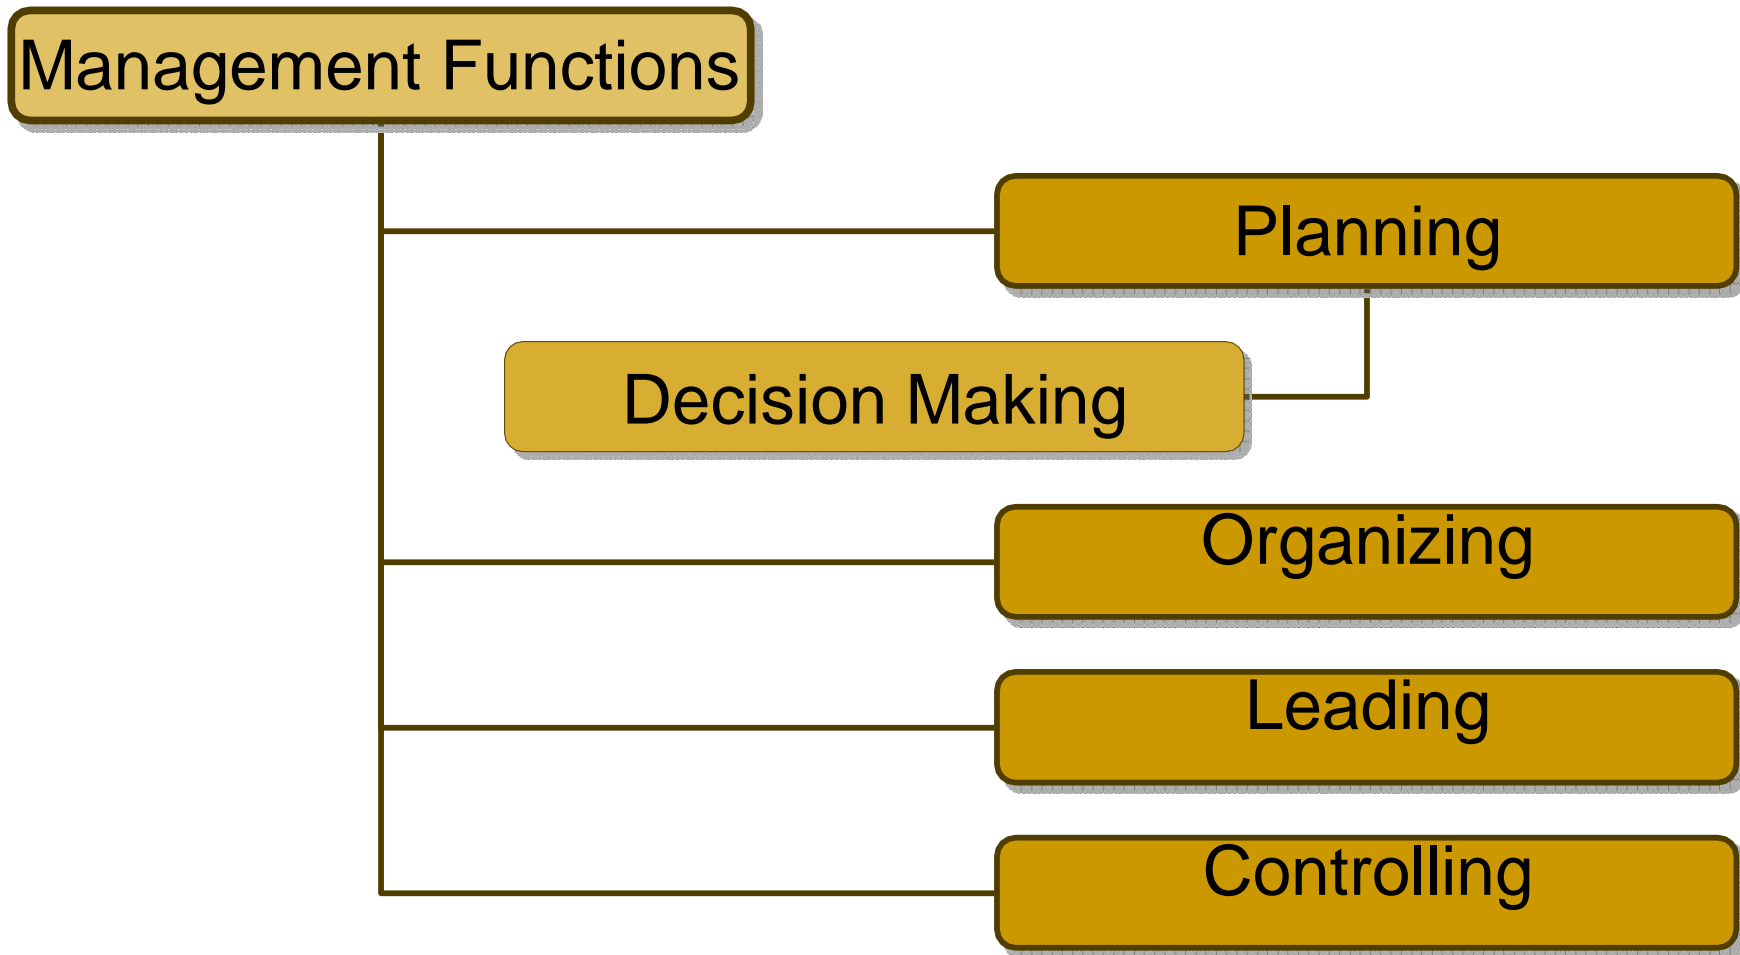 Management Functions
Planning
Decision Making
Organizing
Leading
Controlling